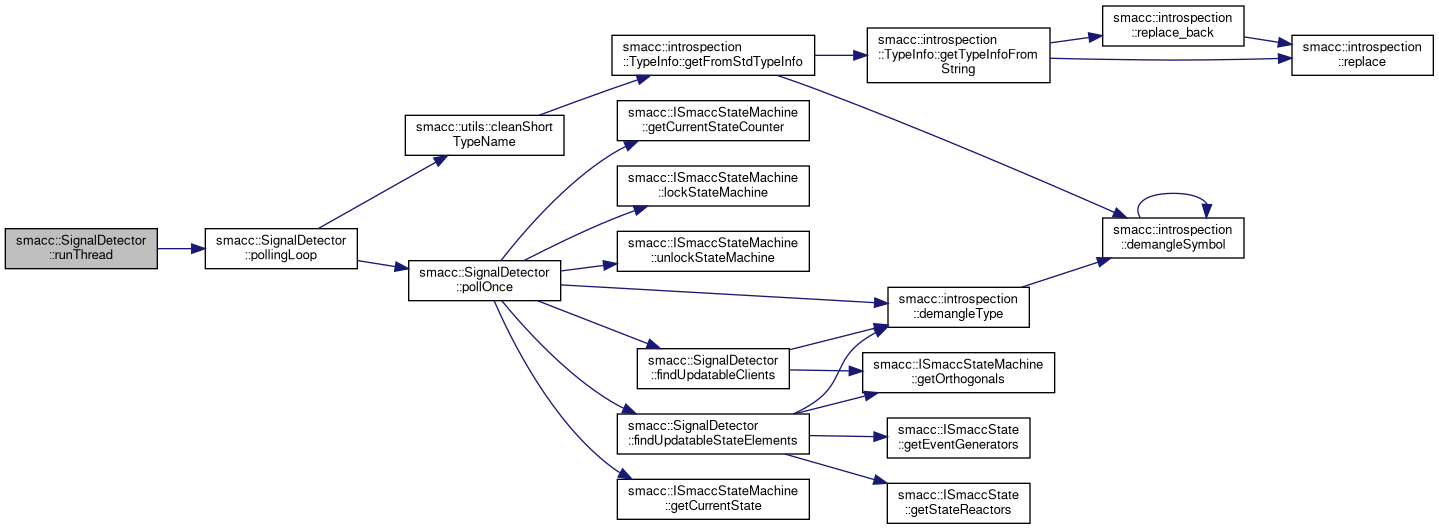 smacc::SignalDetector
::runThread
smacc::SignalDetector
::pollingLoop
smacc::utils::cleanShort
TypeName
smacc::SignalDetector
::pollOnce
smacc::introspection
::TypeInfo::getFromStdTypeInfo
smacc::ISmaccStateMachine
::getCurrentStateCounter
smacc::ISmaccStateMachine
::lockStateMachine
smacc::ISmaccStateMachine
::unlockStateMachine
smacc::SignalDetector
::findUpdatableClients
smacc::SignalDetector
::findUpdatableStateElements
smacc::ISmaccStateMachine
::getCurrentState
smacc::introspection
::TypeInfo::getTypeInfoFrom
String
smacc::introspection
::demangleType
smacc::ISmaccStateMachine
::getOrthogonals
smacc::ISmaccState
::getEventGenerators
smacc::ISmaccState
::getStateReactors
smacc::introspection
::replace_back
smacc::introspection
::demangleSymbol
smacc::introspection
::replace